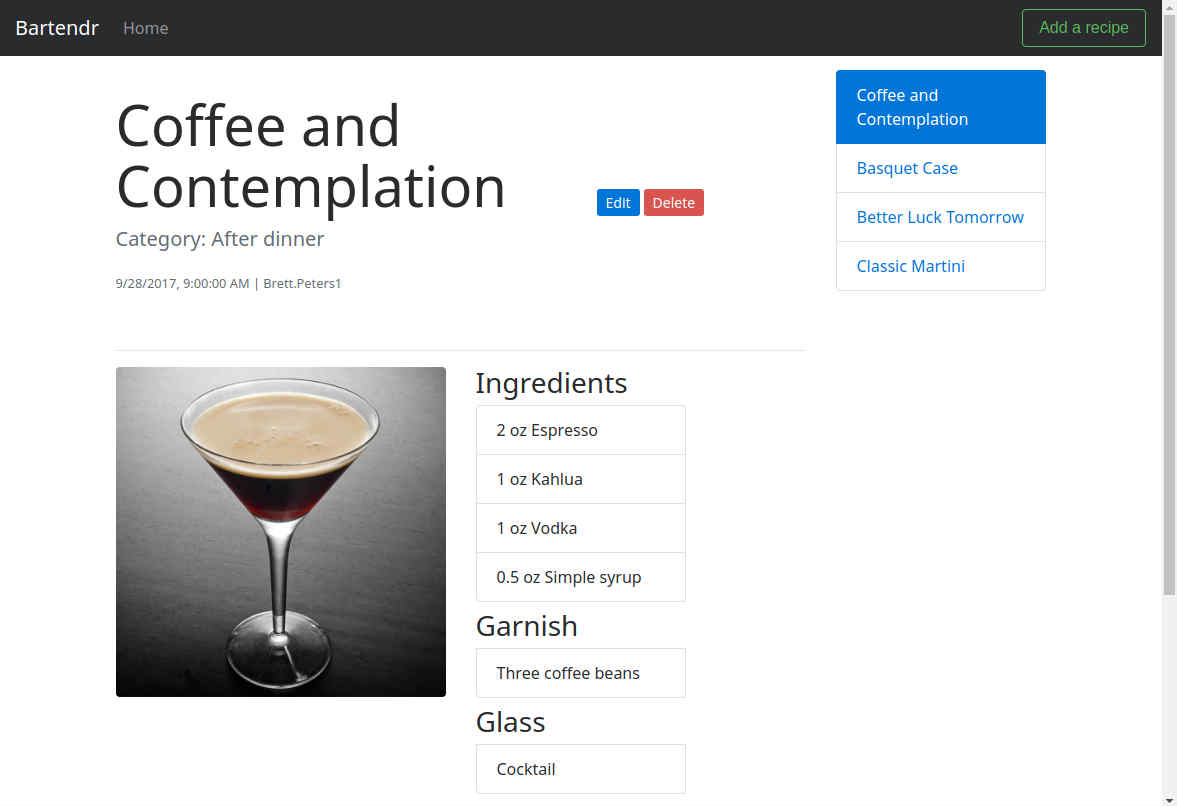 Bartendr Home Add a recipe
Coffee and
Contemplation
Edit Delete
Category: After dinner
9/28/2017, 9:00:00 AM | Brett.Peters1
Coffee and
Contemplation
Basquet Case
Better Luck Tomorrow
Classic Martini
Ingredients
2 oz Espresso
1 oz Kahlua
1 oz Vodka
0.5 oz Simple syrup
Garnish
Three coffee beans
Glass
Cocktail